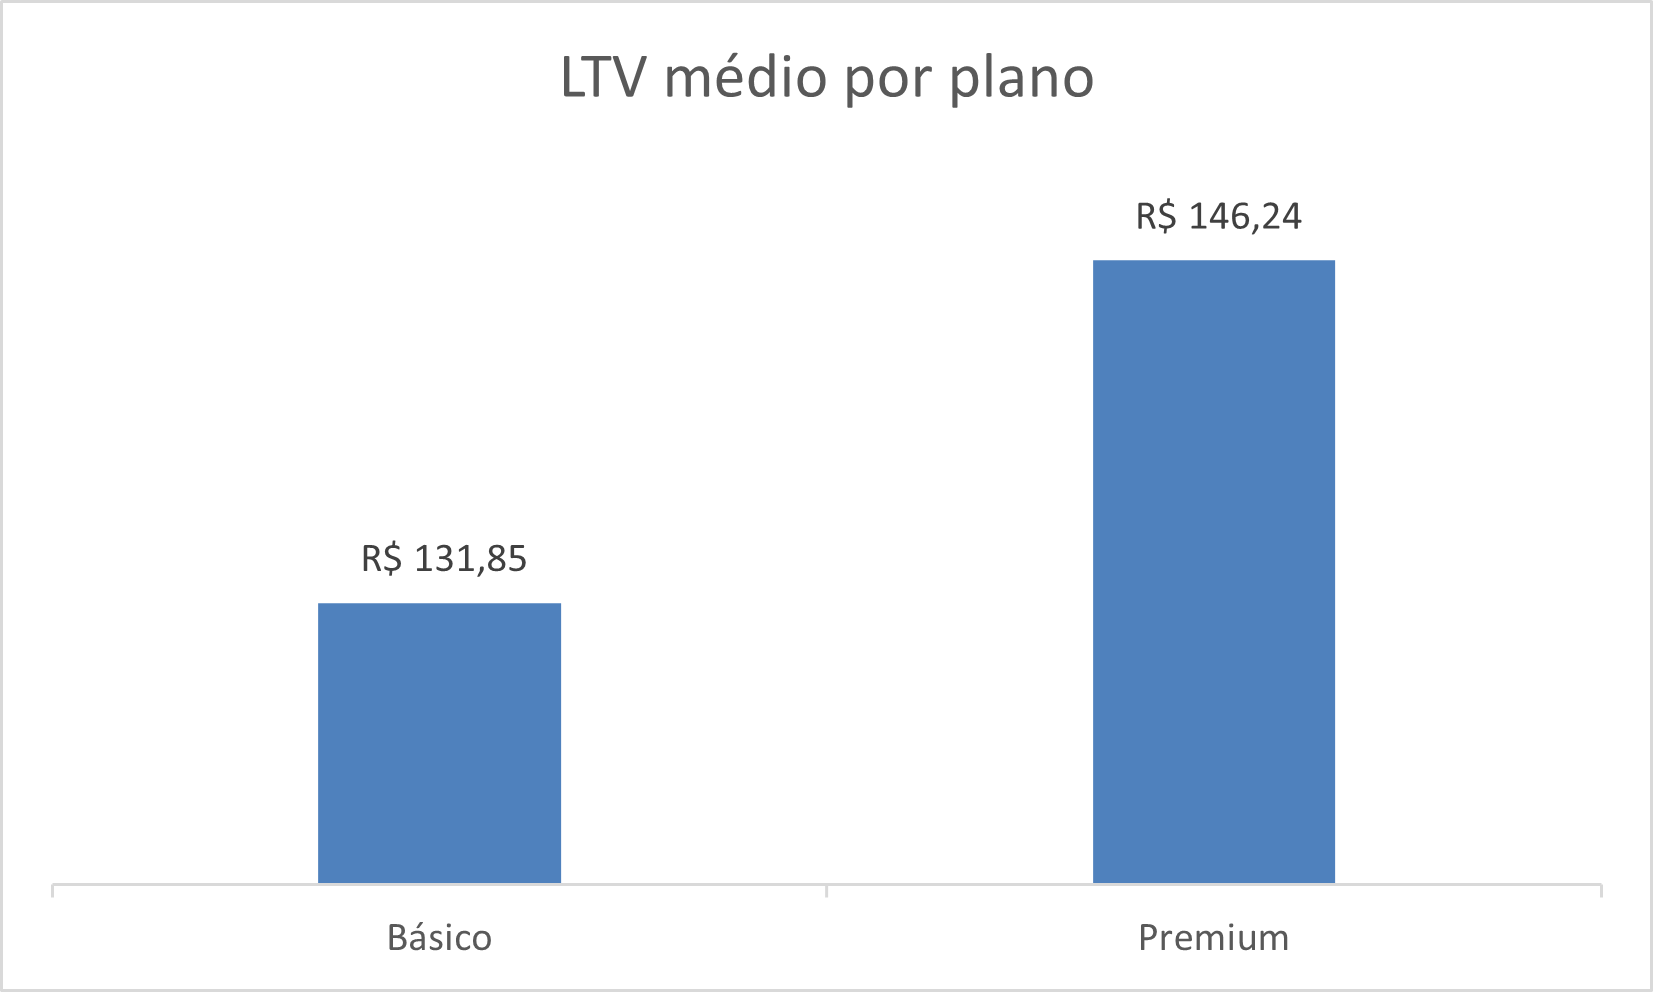 LTV médio por plano
R$ 146,24
R$ 131,85
Básico
Premium